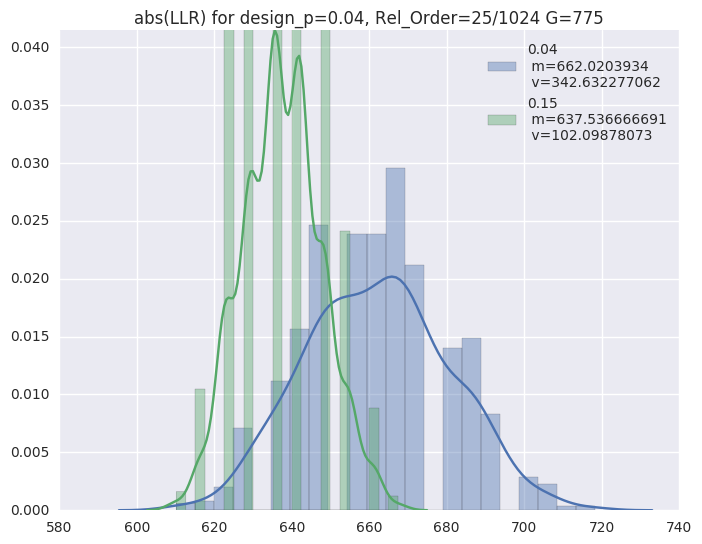 abs(LLR) for design_p=0.04, Rel_Order=25/1024 G=775
0.040
0.035
0.030
0.025
0.020
0.015
0.010
0.005
0.000
0.04
m=662.0203934
v=342.632277062
0.15
m=637.536666691
v=102.09878073
580 600 620 640 660 680 700 720 740